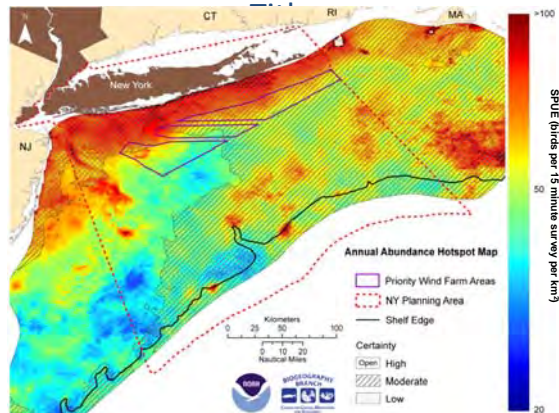 CT
RI
MA
New York
NJ
>100
50
20
SPUE (birds per 15 minute survey per km²)
Annual Abundance Hotspot Map
Priority Wind Farm Areas
NY Planning Area
Shelf Edge
Certainty
Open High
Moderate
Low
Kilometers
0 50 100
Nautical Miles
0 10 20
NOAA
BIOGEOGRAPHY
BRANCH